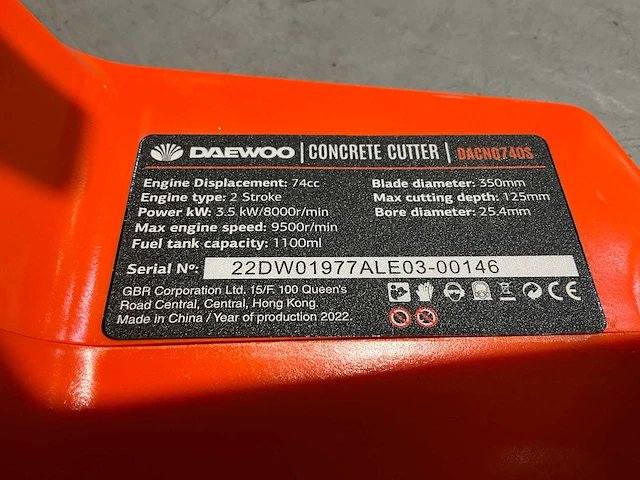 DAEWOO | CONCRETE CUTTER | DACNQ740S
Engine Displacement: 74cc
Engine type: 2 Stroke
Power kW: 3.5 kW/8000r/min
Max engine speed: 9500r/min
Fuel tank capacity: 1100ml
Blade diameter: 350mm
Max cutting depth: 125mm
Bore diameter: 25.4mm
Serial Nº: 22DW01977ALE03-00146
GBR Corporation Ltd. 15/F. 100 Queen's
Road Central, Central, Hong Kong.
Made in China / Year of production 2022.
CE